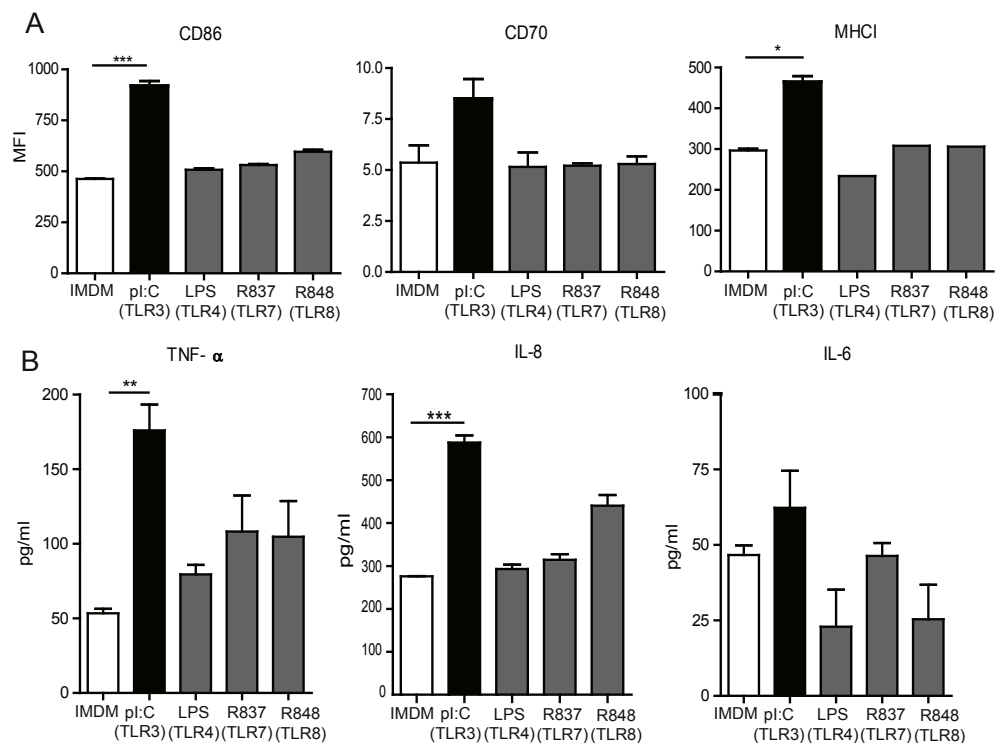 A
CD86
CD70
MHCI
***
*
1000
750
500
250
0
MFI
10.0
7.5
5.0
2.5
0.0
500
400
300
200
100
0
IMDM pI:C LPS R837 R848
(TLR3) (TLR4) (TLR7) (TLR8)
IMDM pI:C LPS R837 R848
(TLR3) (TLR4) (TLR7) (TLR8)
IMDM pI:C LPS R837 R848
(TLR3) (TLR4) (TLR7) (TLR8)
B
TNF- α
IL-8
IL-6
**
***
200
150
100
50
0
pg/ml
700
600
500
400
300
200
100
0
pg/ml
100
75
50
25
0
pg/ml
IMDM pI:C LPS R837 R848
(TLR3) (TLR4) (TLR7) (TLR8)
IMDM pI:C LPS R837 R848
(TLR3) (TLR4) (TLR7) (TLR8)
IMDM pI:C LPS R837 R848
(TLR3) (TLR4) (TLR7) (TLR8)